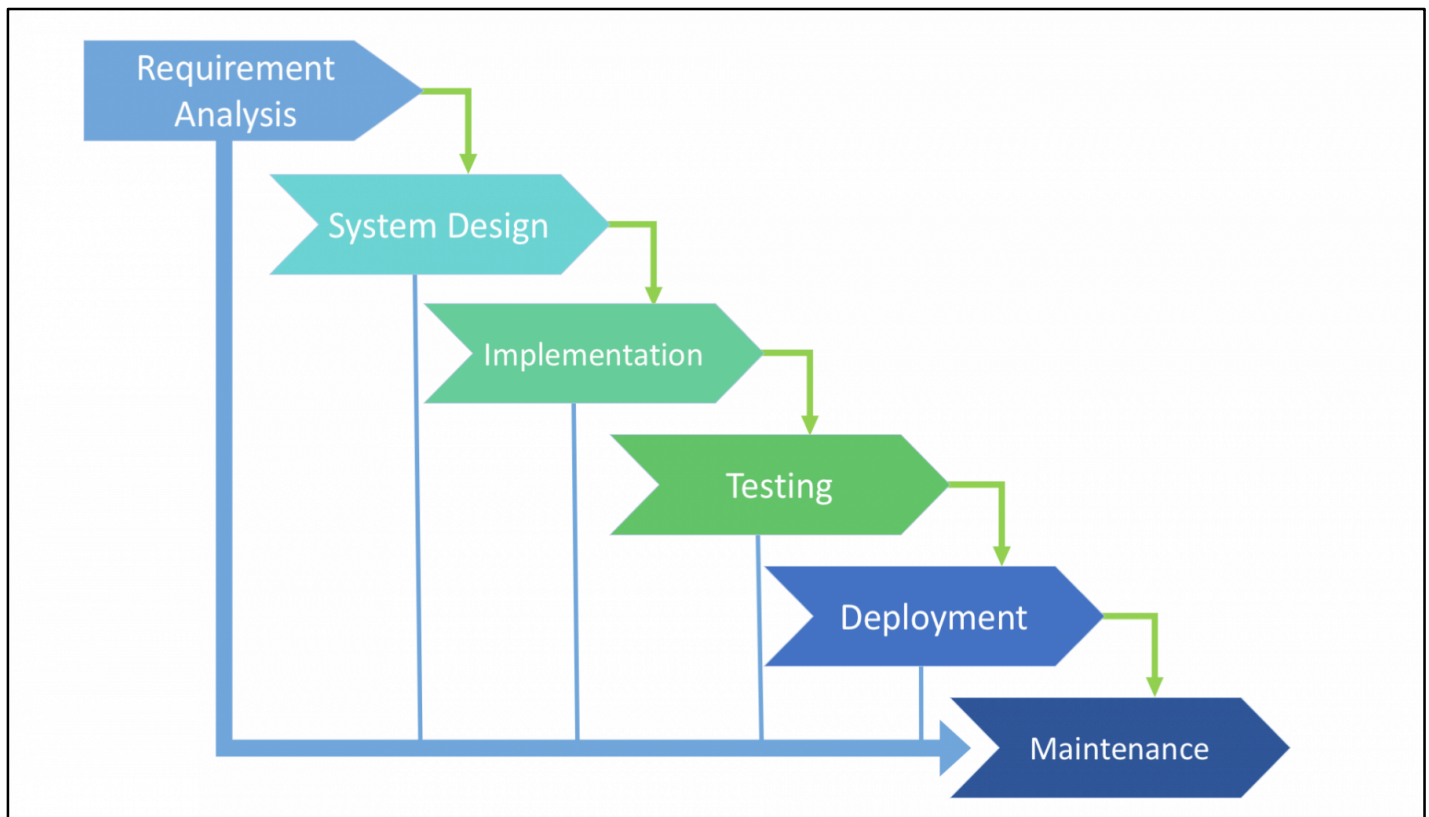 Requirement
Analysis
System Design
Implementation
Testing
Deployment
Maintenance